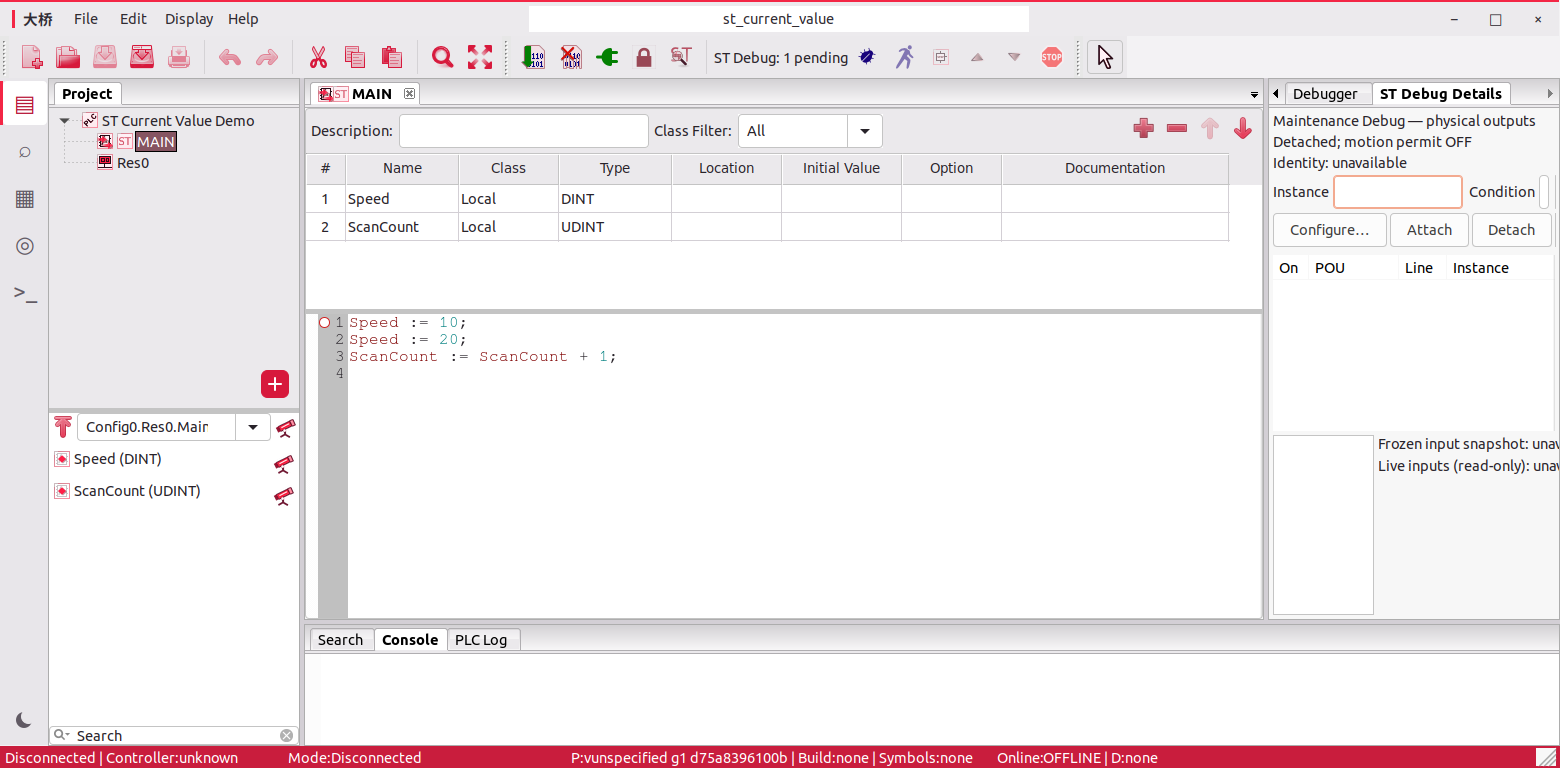 大桥 File Edit Display Help st_current_value
ST Debug: 1 pending STOP
Project
ST Current Value Demo
ST MAIN
Res0
Config0.Res0.Main
Speed (DINT)
ScanCount (UDINT)
Search
ST MAIN
Description: Class Filter: All
# Name Class Type Location Initial Value Option Documentation
1 Speed Local DINT
2 ScanCount Local UDINT
1 Speed := 10;
2 Speed := 20;
3 ScanCount := ScanCount + 1;
4
Search Console PLC Log
Debugger ST Debug Details
Maintenance Debug — physical outputs
Detached; motion permit OFF
Identity: unavailable
Instance Condition
Configure... Attach Detach
On POU Line Instance
Frozen input snapshot: unav
Live inputs (read-only): unav
Disconnected | Controller:unknown Mode:Disconnected P:vunspecified g1 d75a8396100b | Build:none | Symbols:none Online:OFFLINE | D:none